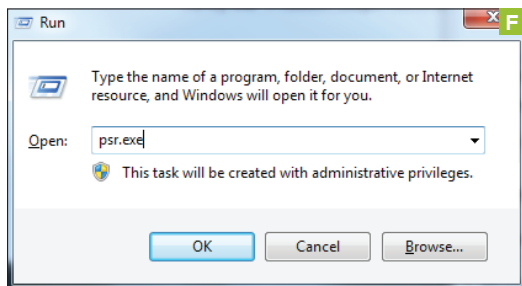 Run
F
Type the name of a program, folder, document, or Internet
resource, and Windows will open it for you.
Open:
psr.exe
This task will be created with administrative privileges.
OK
Cancel
Browse...